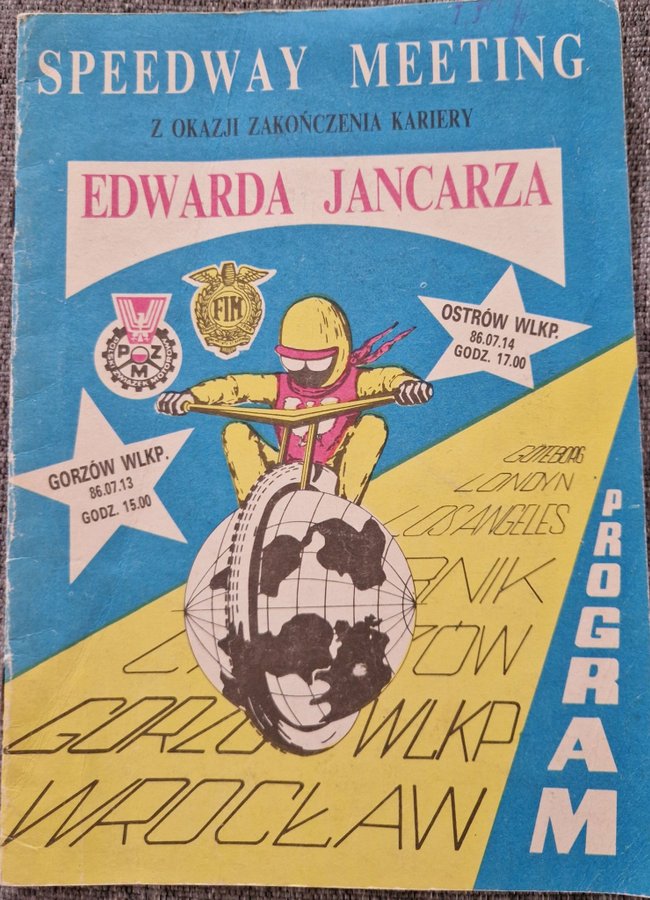 SPEEDWAY MEETING
Z OKAZJI ZAKOŃCZENIA KARIERY
EDWARDA JANCARZA
FIM
PZM
OSTRÓW WLKP.
86.07.14
GODZ. 17.00
GORZÓW WLKP.
86.07.13
GODZ. 15.00
GÖTEBORG
LONDYN
LOS ANGELES
WLKP
WROCŁAW
PROGRAM